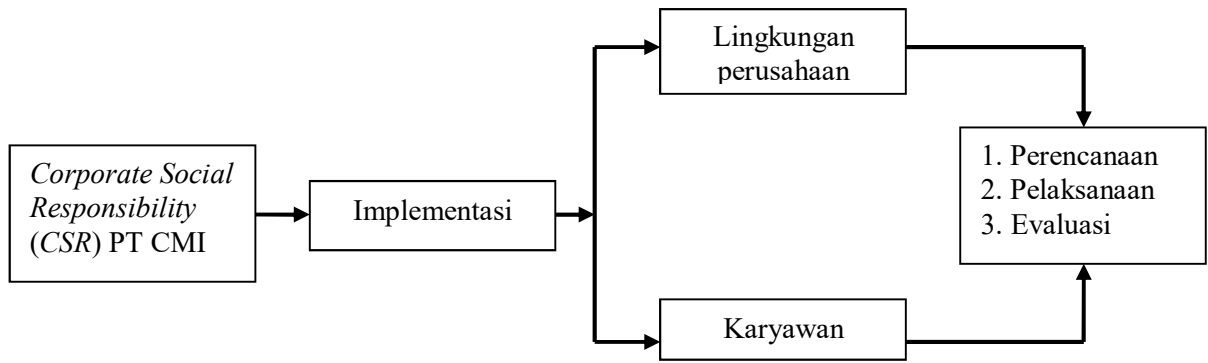 Lingkungan
perusahaan
Corporate Social
Responsibility
(CSR) PT CMI
Implementasi
1. Perencanaan
2. Pelaksanaan
3. Evaluasi
Karyawan